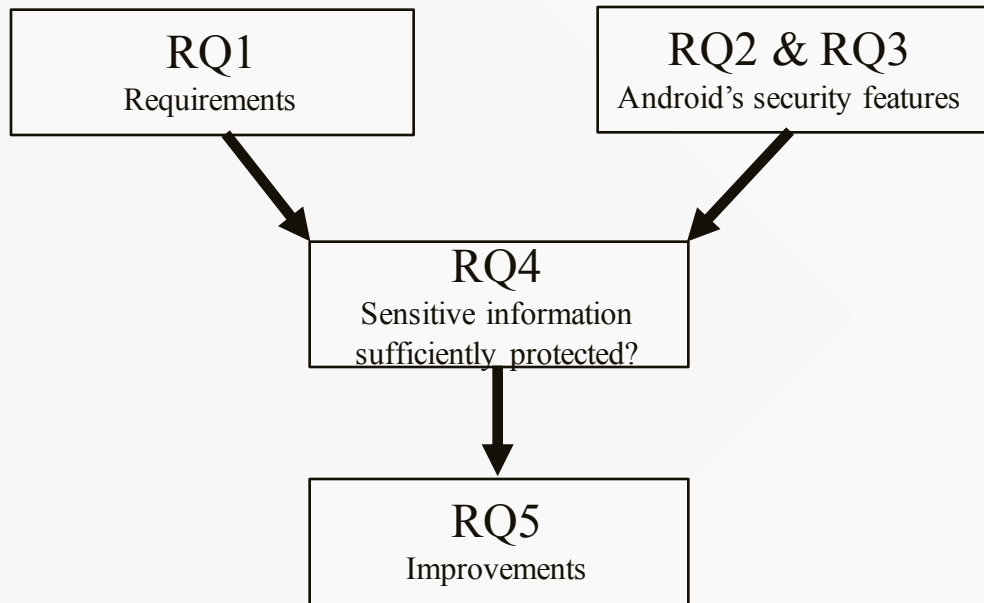 RQ1
Requirements
RQ2 & RQ3
Android’s security features
RQ4
Sensitive information
sufficiently protected?
RQ5
Improvements